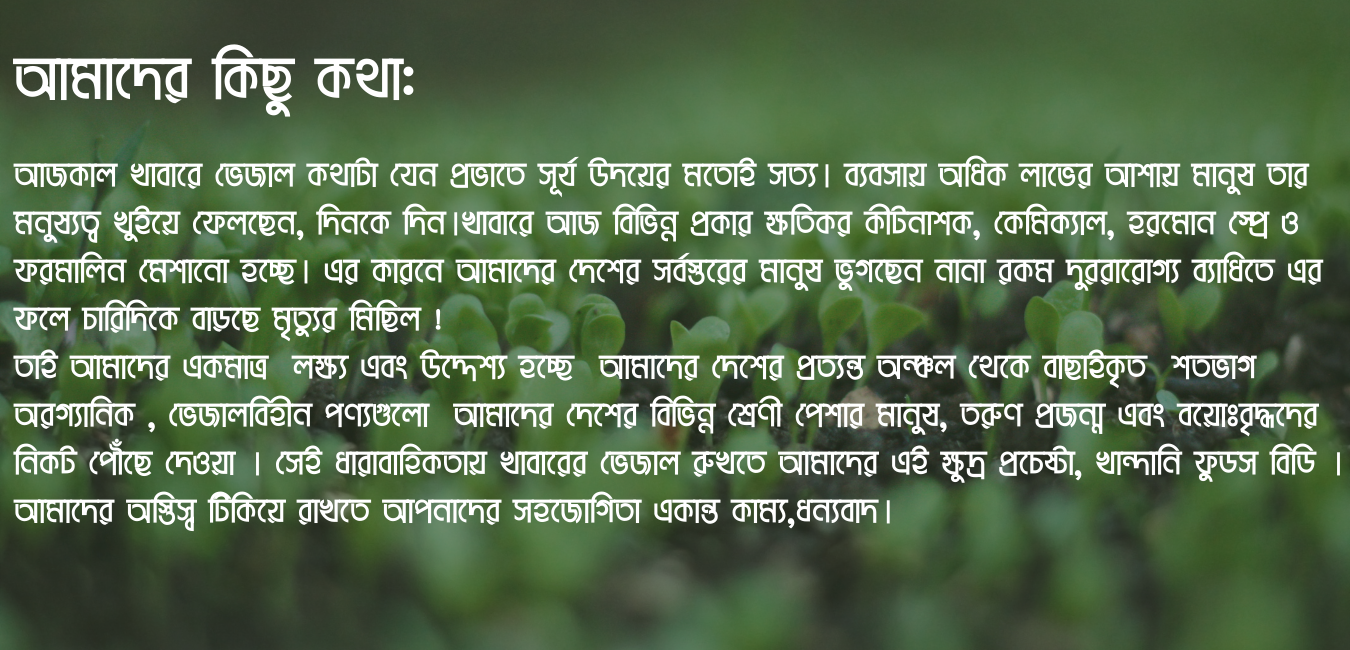 আমাদের কিছু কথা:
আজকাল খাবারে ভেজাল কথাটা যেন প্রভাতে সূর্য উদয়ের মতোই সত্য। ব্যবসায় অধিক লাভের আশায় মানুষ তার
মনুষ্যত্ব খুইয়ে ফেলছেন, দিনকে দিন।খাবারে আজ বিভিন্ন প্রকার ক্ষতিকর কীটনাশক, কেমিক্যাল, হরমোন স্প্রে ও
ফরমালিন মেশানো হচ্ছে। এর কারনে আমাদের দেশের সর্বস্তরের মানুষ ভুগছেন নানা রকম দুররারোগ্য ব্যাধিতে এর
ফলে চারিদিকে বাড়ছে মৃত্যুর মিছিল !
তাই আমাদের একমাত্র লক্ষ্য এবং উদ্দেশ্য হচ্ছে আমাদের দেশের প্রত্যন্ত অঞ্চল থেকে বাছাইকৃত শতভাগ
অরগ্যানিক , ভেজালবিহীন পণ্যগুলো আমাদের দেশের বিভিন্ন শ্রেণী পেশার মানুষ, তরুণ প্রজন্ম এবং বয়োঃবৃদ্ধদের
নিকট পৌঁছে দেওয়া । সেই ধারাবাহিকতায় খাবারের ভেজাল রুখতে আমাদের এই ক্ষুদ্র প্রচেষ্টা, খান্দানি ফুডস বিডি ।
আমাদের অস্তিস্ব টিকিয়ে রাখতে আপনাদের সহজোগিতা একান্ত কাম্য,ধন্যবাদ।